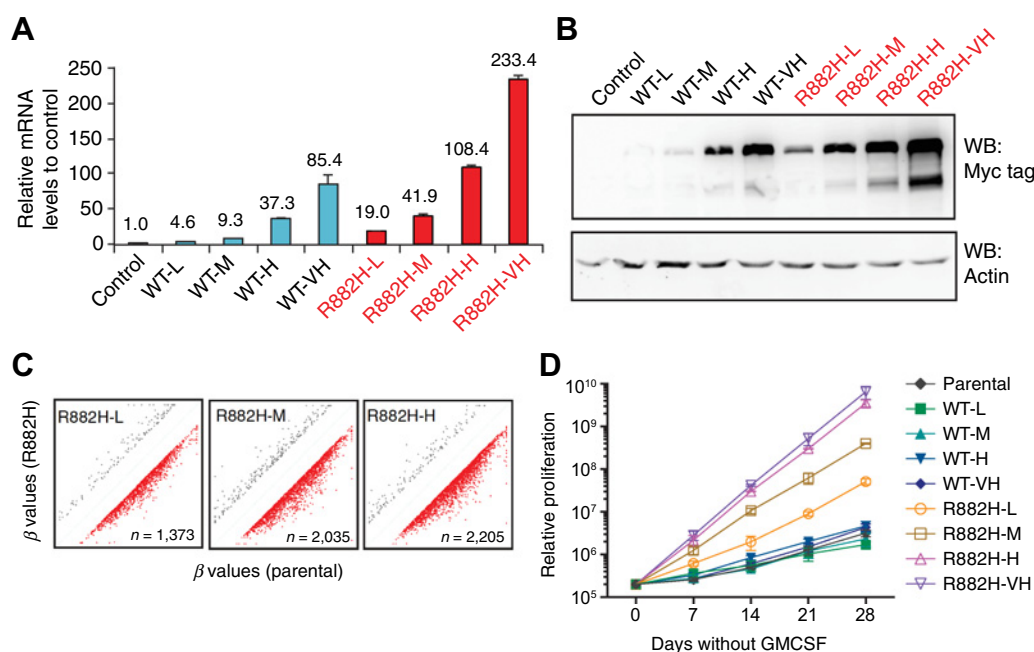 A
Relative mRNA
levels to control
250
200
150
100
50
0
1.0
4.6
9.3
37.3
85.4
19.0
41.9
108.4
233.4
Control
WT-L
WT-M
WT-H
WT-VH
R882H-L
R882H-M
R882H-H
R882H-VH
B
Control
WT-L
WT-M
WT-H
WT-VH
R882H-L
R882H-M
R882H-H
R882H-VH
WB:
Myc tag
WB:
Actin
C
β values (R882H)
R882H-L
n = 1,373
R882H-M
n = 2,035
R882H-H
n = 2,205
β values (parental)
D
Relative proliferation
10¹⁰
10⁹
10⁸
10⁷
10⁶
10⁵
0
7
14
21
28
Days without GMCSF
Parental
WT-L
WT-M
WT-H
WT-VH
R882H-L
R882H-M
R882H-H
R882H-VH